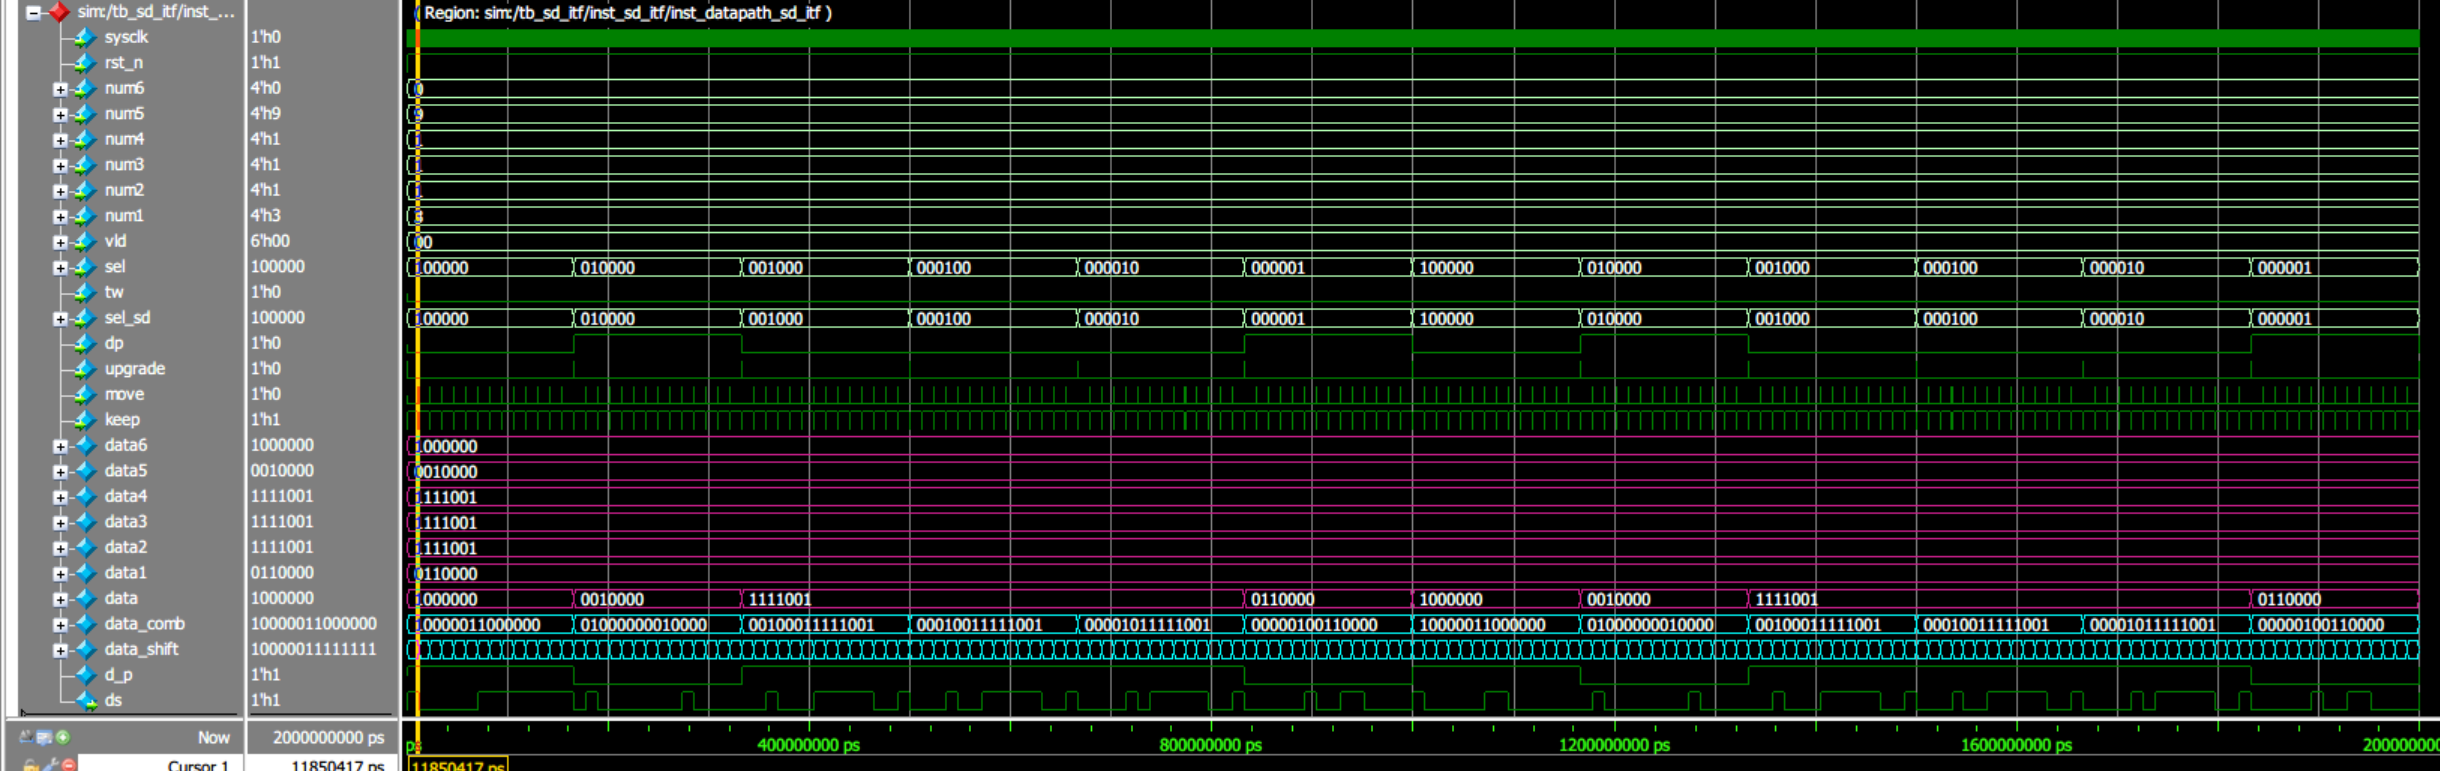 sim:/tb_sd_itf/inst_... Region: sim:/tb_sd_itf/inst_sd_itf/inst_datapath_sd_itf )
sysclk 1'h0
rst_n 1'h1
num6 4'h0 0
num5 4'h9 9
num4 4'h1
num3 4'h1
num2 4'h1
num1 4'h3 3
vld 6'h00 00
sel 100000 100000 010000 001000 000100 000010 000001 100000 010000 001000 000100 000010 000001
tw 1'h0
sel_sd 100000 100000 010000 001000 000100 000010 000001 100000 010000 001000 000100 000010 000001
dp 1'h0
upgrade 1'h0
move 1'h0
keep 1'h1
data6 1000000 1000000
data5 0010000 0010000
data4 1111001 1111001
data3 1111001 1111001
data2 1111001 1111001
data1 0110000 0110000
data 1000000 1000000 0010000 1111001 0110000 1000000 0010000 1111001 0110000
data_comb 10000011000000 10000011000000 01000000010000 00100011111001 00010011111001 00001011111001 00000100110000 10000011000000 01000000010000 00100011111001 00010011111001 00001011111001 00000100110000
data_shift 10000011111111
d_p 1'h1
ds 1'h1
Now 2000000000 ps ps 400000000 ps 800000000 ps 1200000000 ps 1600000000 ps 200000000
Cursor 1 11850417 ps 11850417 ps